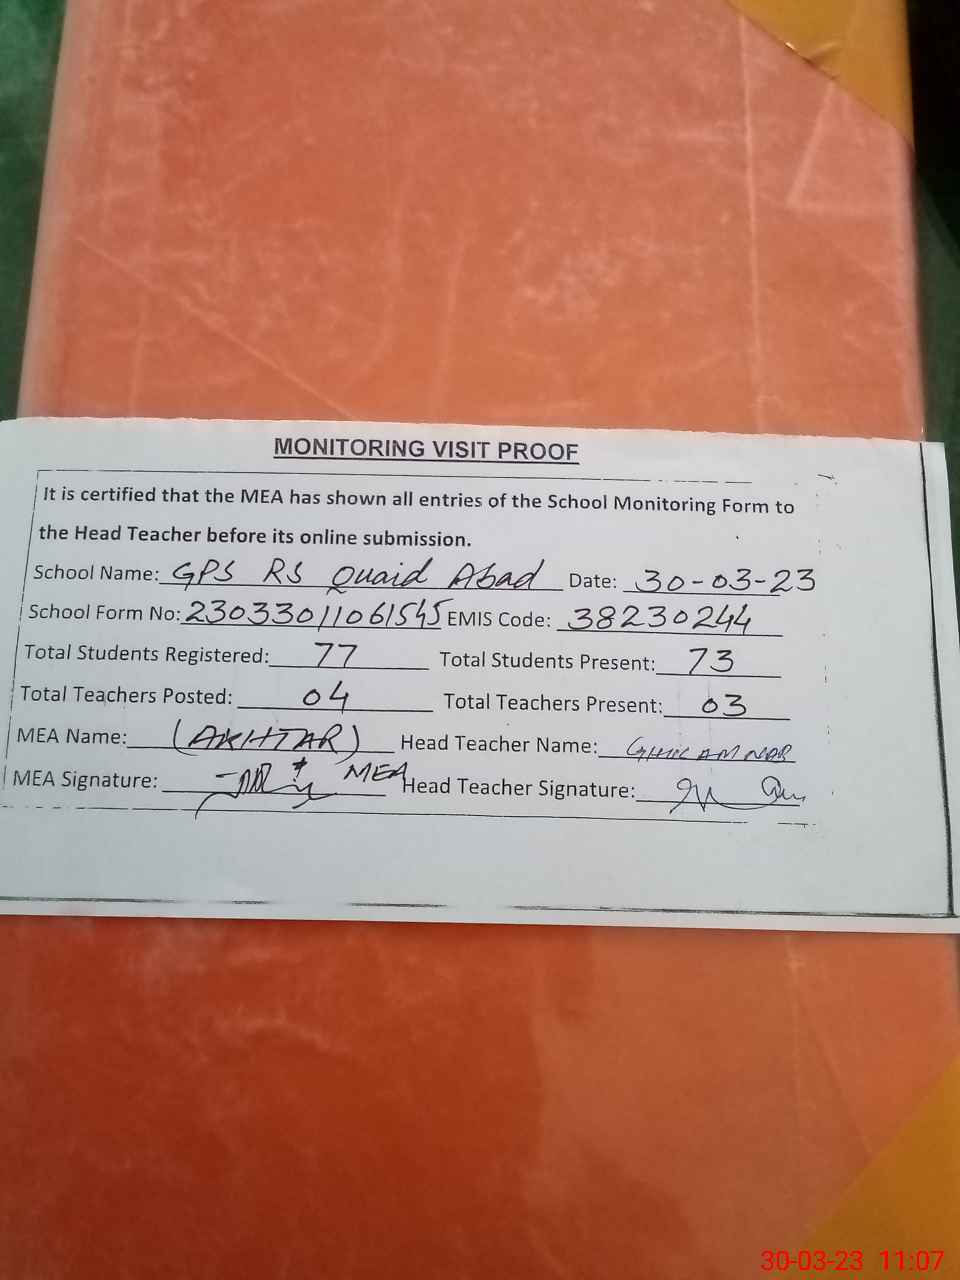 MONITORING VISIT PROOF
It is certified that the MEA has shown all entries of the School Monitoring Form to
the Head Teacher before its online submission.
School Name: GPS RS Quaid Abad Date: 30-03-23
School Form No: 23033011061545 EMIS Code: 38230244
Total Students Registered: 77 Total Students Present: 73
Total Teachers Posted: 04 Total Teachers Present: 03
MEA Name: (AKHTAR) Head Teacher Name:
MEA Signature: MEA Head Teacher Signature:
30-03-23 11:07